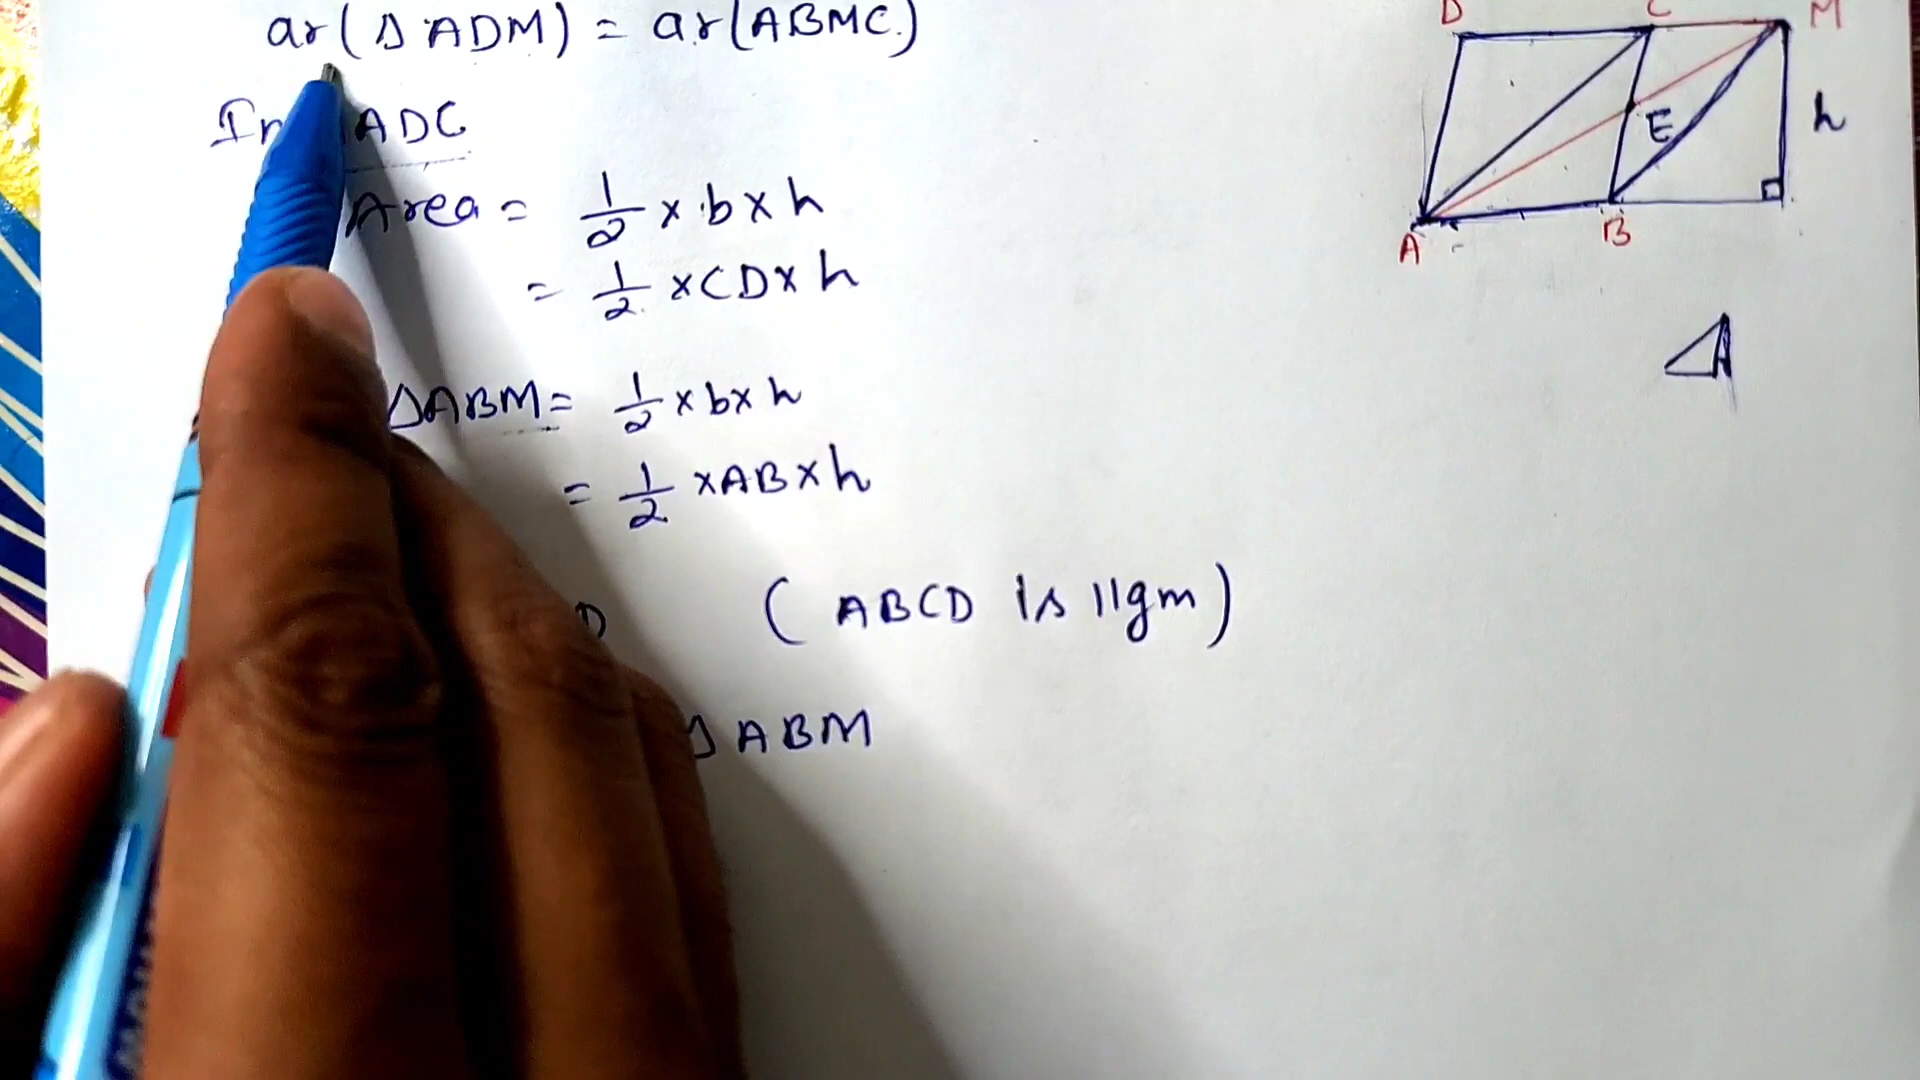 ar(Δ ADM) = ar(ABMC)
ADC
Area = 1/2 × b × h
= 1/2 × CD × h
ΔABM = 1/2 × b × h
= 1/2 × AB × h
D (ABCD is ||gm)
Δ ABM
D C M
E h
A B